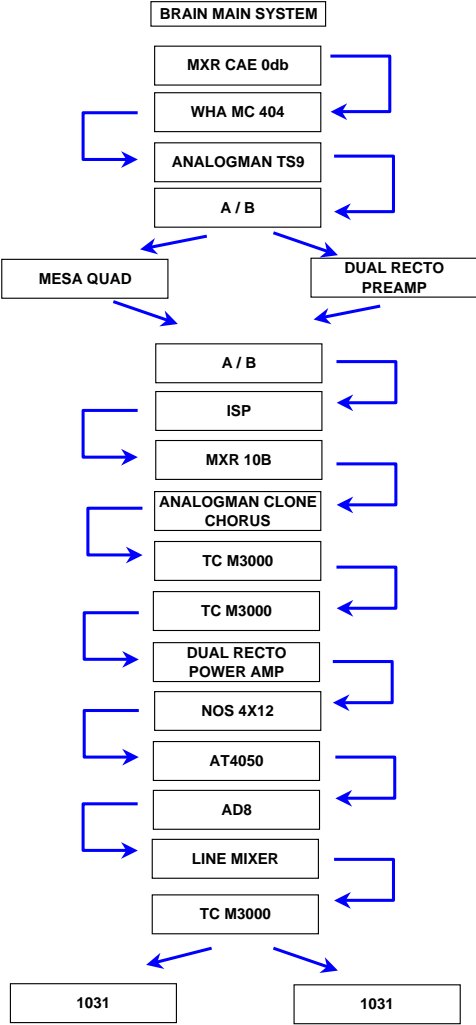 BRAIN MAIN SYSTEM
MXR CAE 0db
WHA MC 404
ANALOGMAN TS9
A / B
MESA QUAD
DUAL RECTO
PREAMP
A / B
ISP
MXR 10B
ANALOGMAN CLONE
CHORUS
TC M3000
TC M3000
DUAL RECTO
POWER AMP
NOS 4X12
AT4050
AD8
LINE MIXER
TC M3000
1031
1031